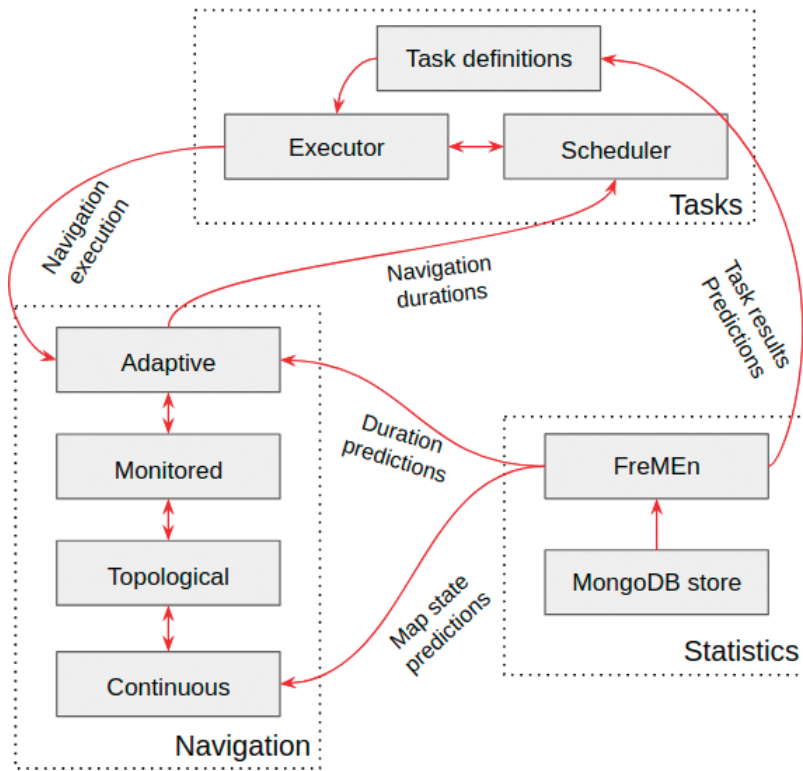 Task definitions
Executor
Scheduler
Tasks
Navigation
execution
Navigation
durations
Task results
Predictions
Adaptive
Monitored
Topological
Continuous
Navigation
Duration
predictions
Map state
predictions
FreMEn
MongoDB store
Statistics